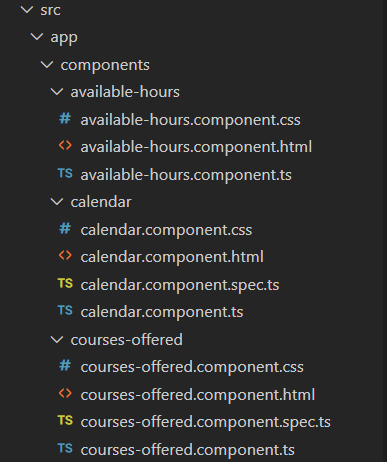 src
app
components
available-hours
# available-hours.component.css
<> available-hours.component.html
TS available-hours.component.ts
calendar
# calendar.component.css
<> calendar.component.html
TS calendar.component.spec.ts
TS calendar.component.ts
courses-offered
# courses-offered.component.css
<> courses-offered.component.html
TS courses-offered.component.spec.ts
TS courses-offered.component.ts